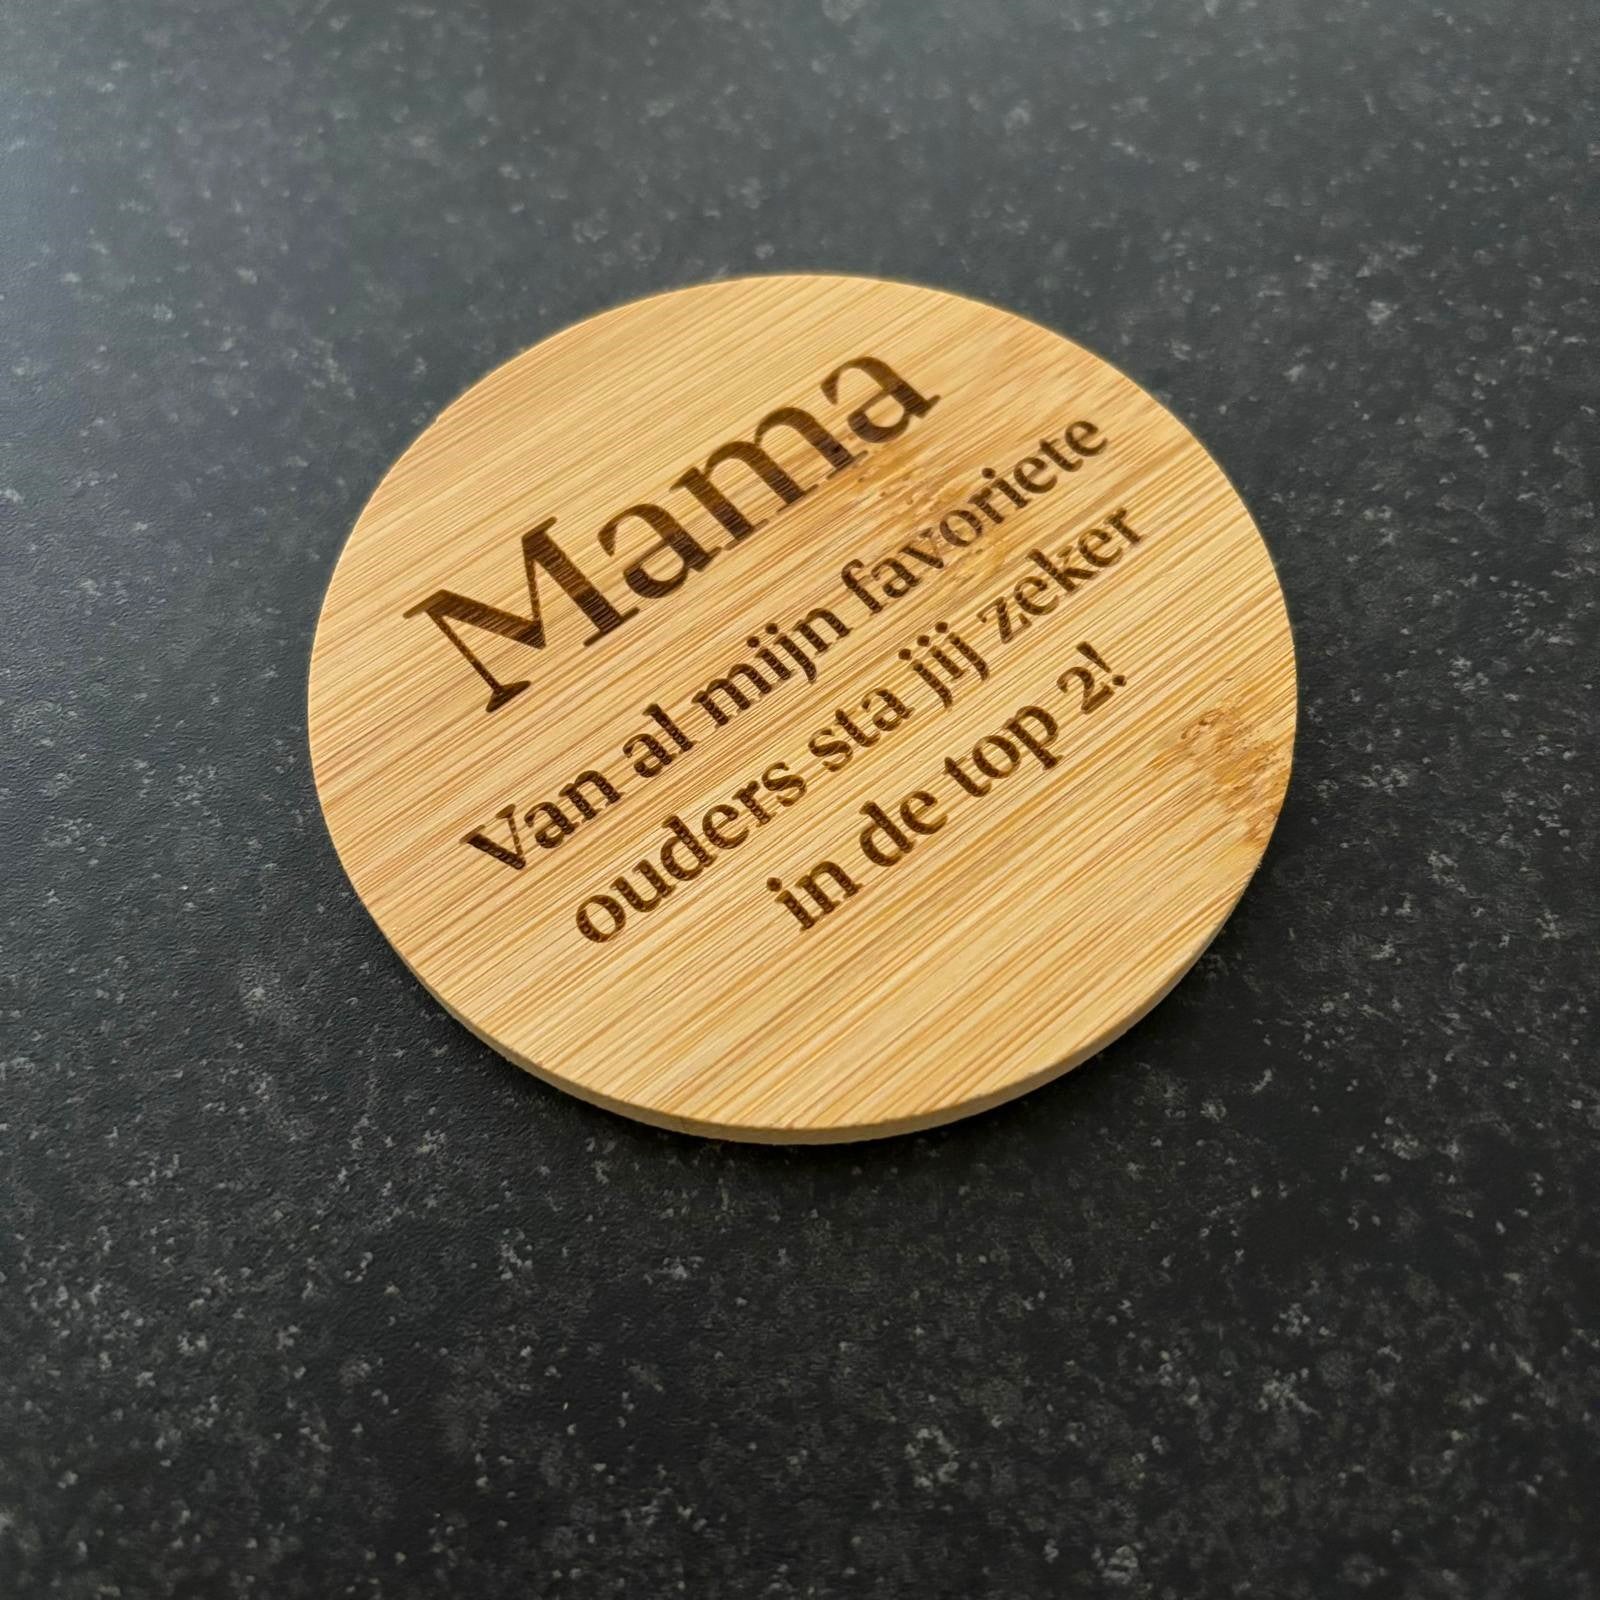 Mama
Van al mijn favoriete
ouders sta jij zeker
in de top 2!